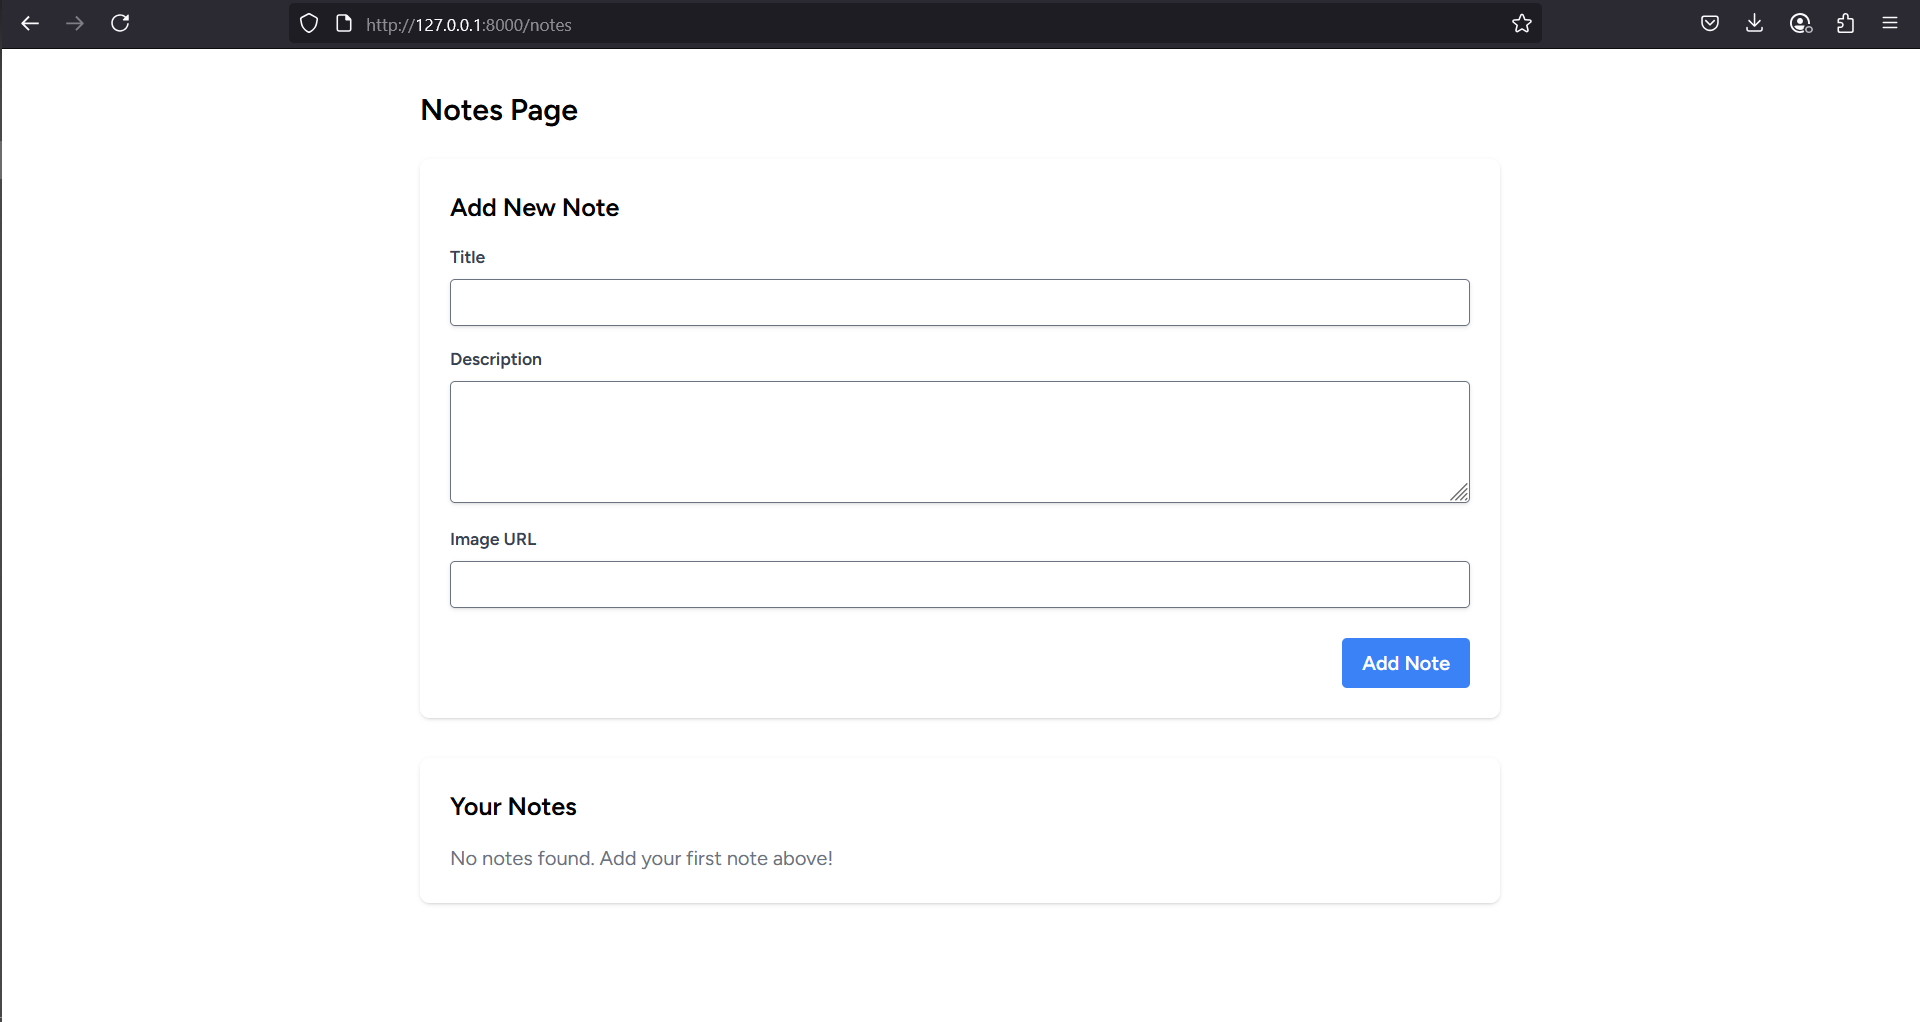 http://127.0.0.1:8000/notes
Notes Page
Add New Note
Title
Description
Image URL
Add Note
Your Notes
No notes found. Add your first note above!